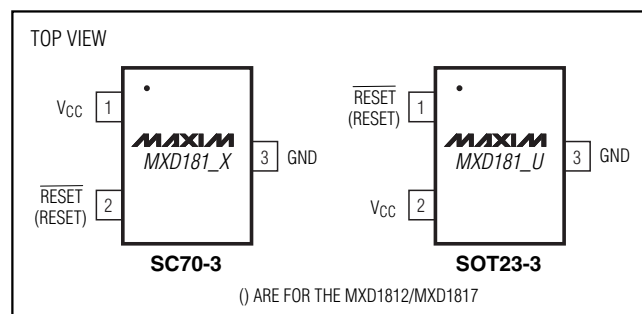 TOP VIEW
VCC 1
MAXIM
MXD181_X
3 GND
RESET
(RESET)
2
SC70-3
RESET
(RESET)
1
MAXIM
MXD181_U
3 GND
VCC 2
SOT23-3
() ARE FOR THE MXD1812/MXD1817